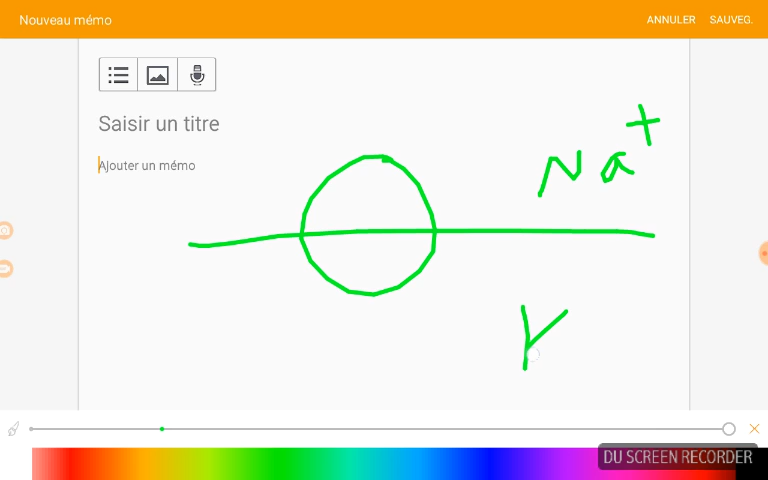 Nouveau mémo
ANNULER SAUVEG.
Saisir un titre
Na+
Ajouter un mémo
DU SCREEN RECORDER